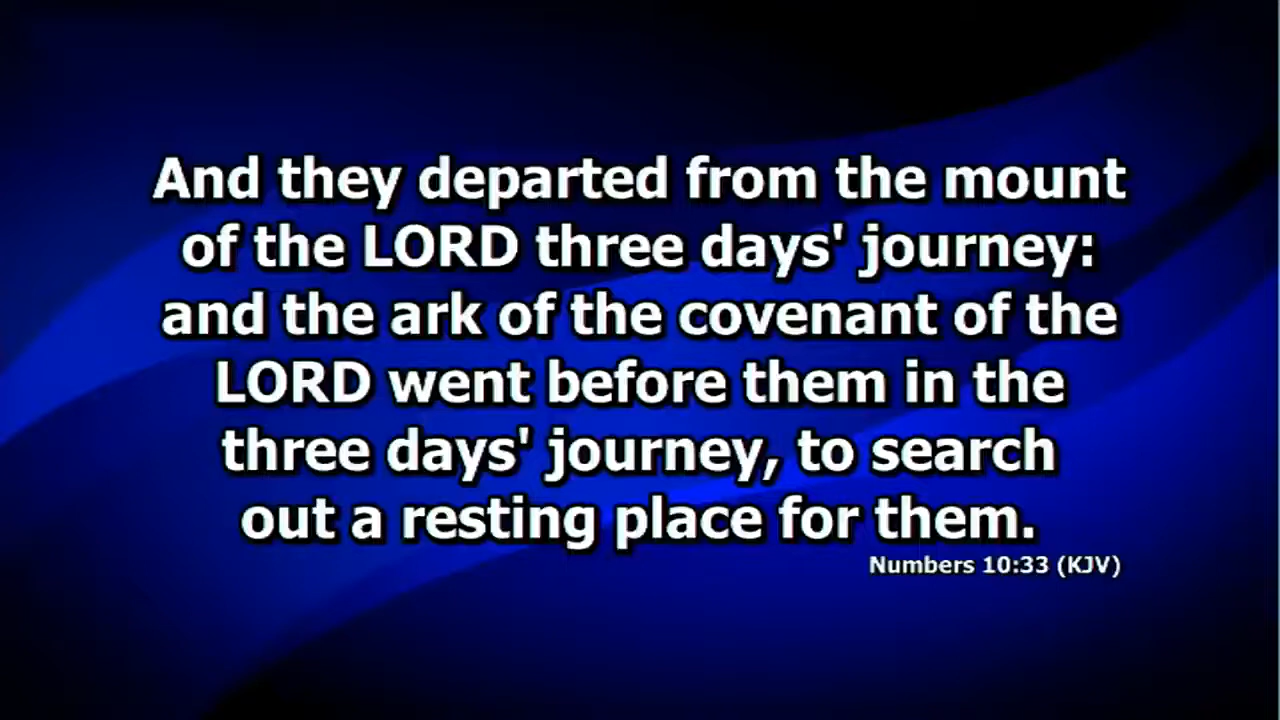 And they departed from the mount
of the LORD three days' journey:
and the ark of the covenant of the
LORD went before them in the
three days' journey, to search
out a resting place for them.
Numbers 10:33 (KJV)